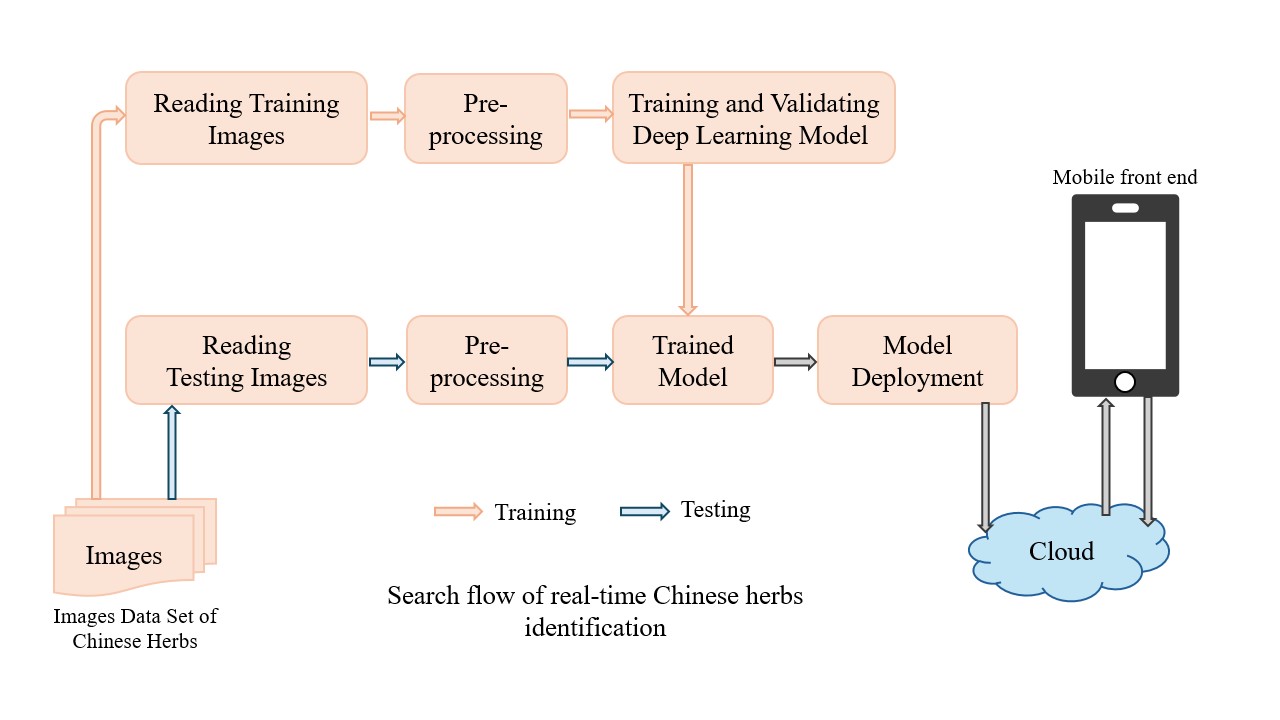 Reading Training
Images
Pre-
processing
Training and Validating
Deep Learning Model
Mobile front end
Reading
Testing Images
Pre-
processing
Trained
Model
Model
Deployment
Training
Testing
Images
Cloud
Images Data Set of
Chinese Herbs
Search flow of real-time Chinese herbs
identification